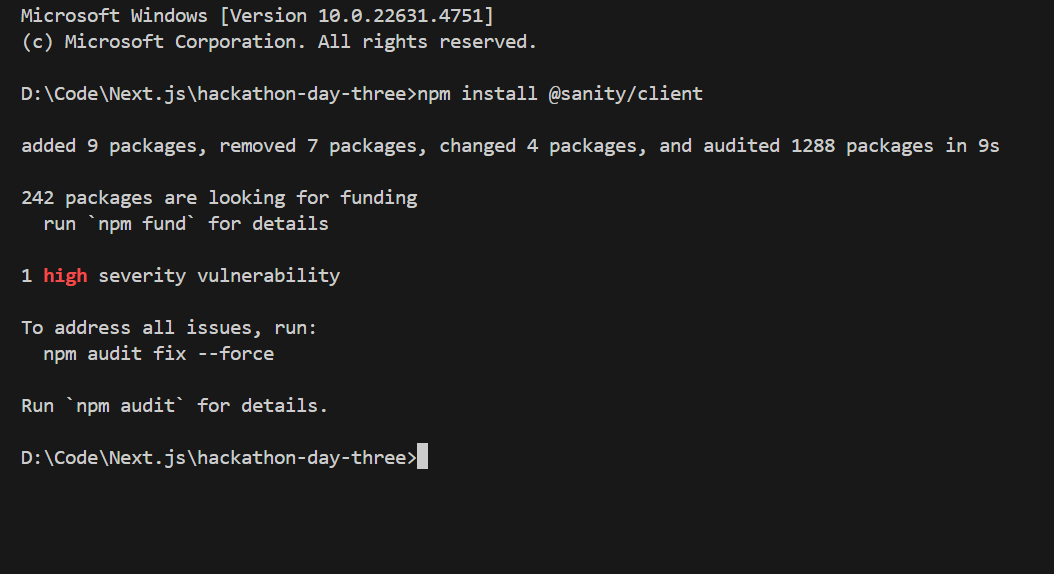 Microsoft Windows [Version 10.0.22631.4751]
(c) Microsoft Corporation. All rights reserved.
D:\Code\Next.js\hackathon-day-three>npm install @sanity/client
added 9 packages, removed 7 packages, changed 4 packages, and audited 1288 packages in 9s
242 packages are looking for funding
  run `npm fund` for details
1 high severity vulnerability
To address all issues, run:
  npm audit fix --force
Run `npm audit` for details.
D:\Code\Next.js\hackathon-day-three>